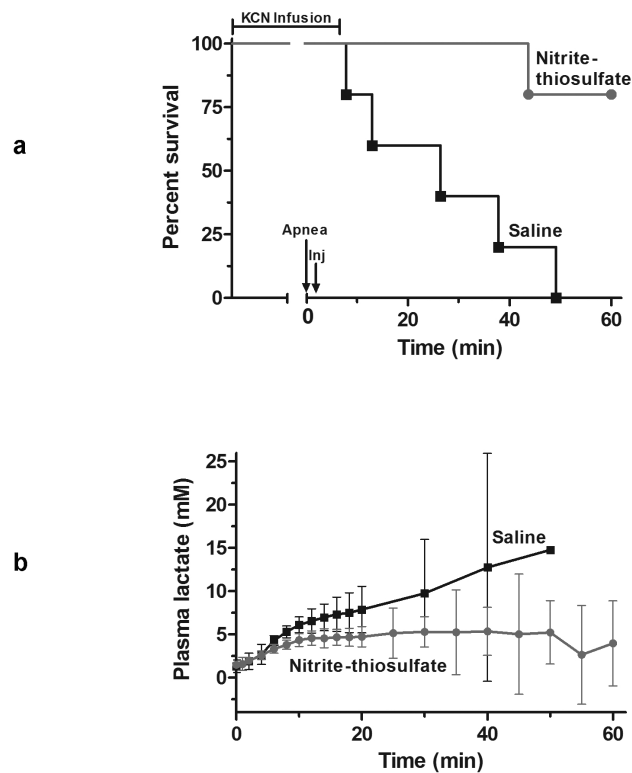 a
KCN Infusion
Percent survival
100
75
50
25
0
Nitrite-
thiosulfate
Saline
Apnea
Inj
0
20
40
60
Time (min)
b
Plasma lactate (mM)
25
20
15
10
5
0
Saline
Nitrite-thiosulfate
0
20
40
60
Time (min)